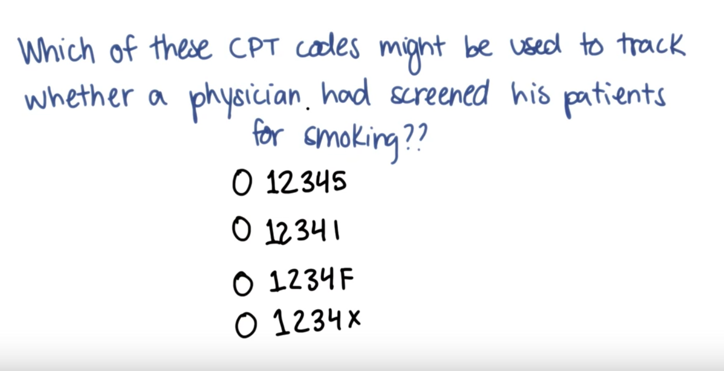 Which of these CPT codes might be used to track
whether a physician. had screened his patients
for smoking??
O 12345
O 12341
O 1234F
O 1234X